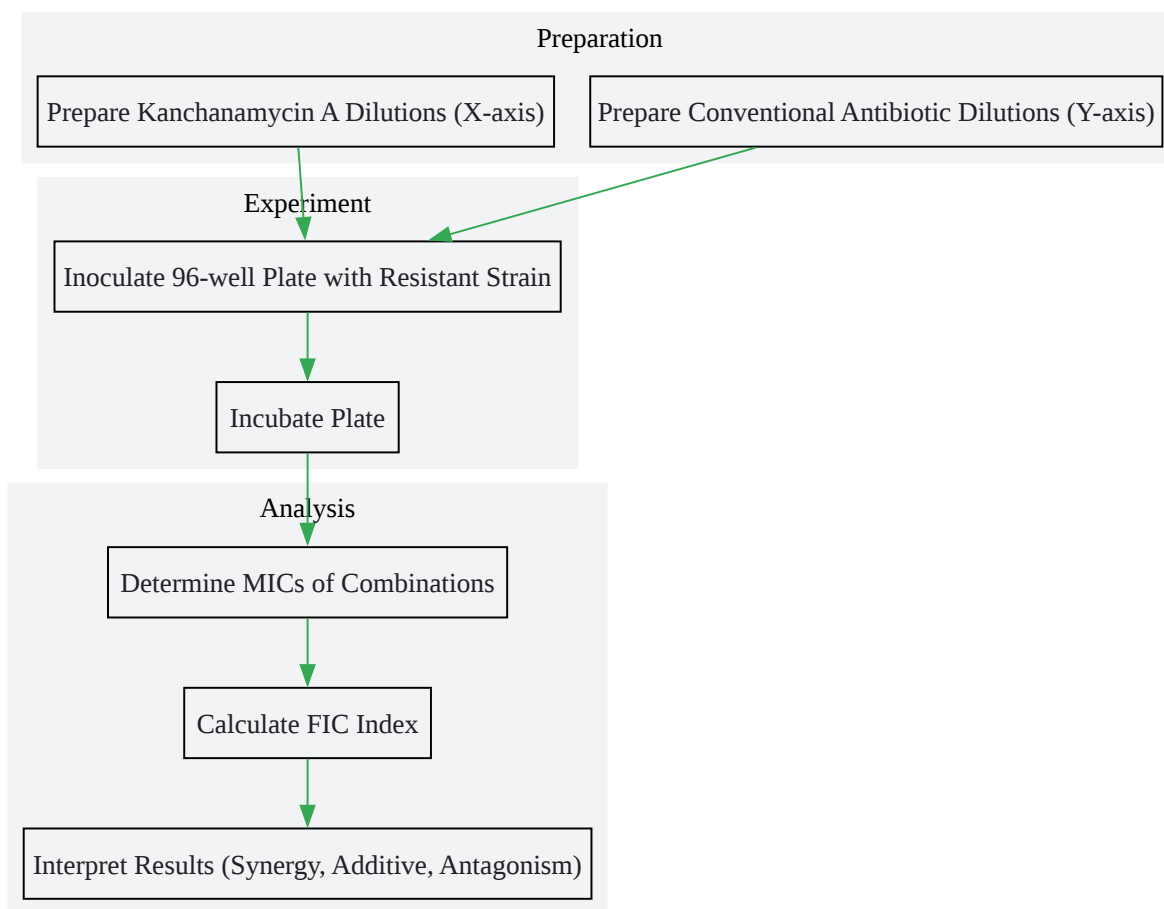 Preparation
Prepare Kanchanamycin A Dilutions (X-axis)
Prepare Conventional Antibiotic Dilutions (Y-axis)
Experiment
Inoculate 96-well Plate with Resistant Strain
Incubate Plate
Analysis
Determine MICs of Combinations
Calculate FIC Index
Interpret Results (Synergy, Additive, Antagonism)